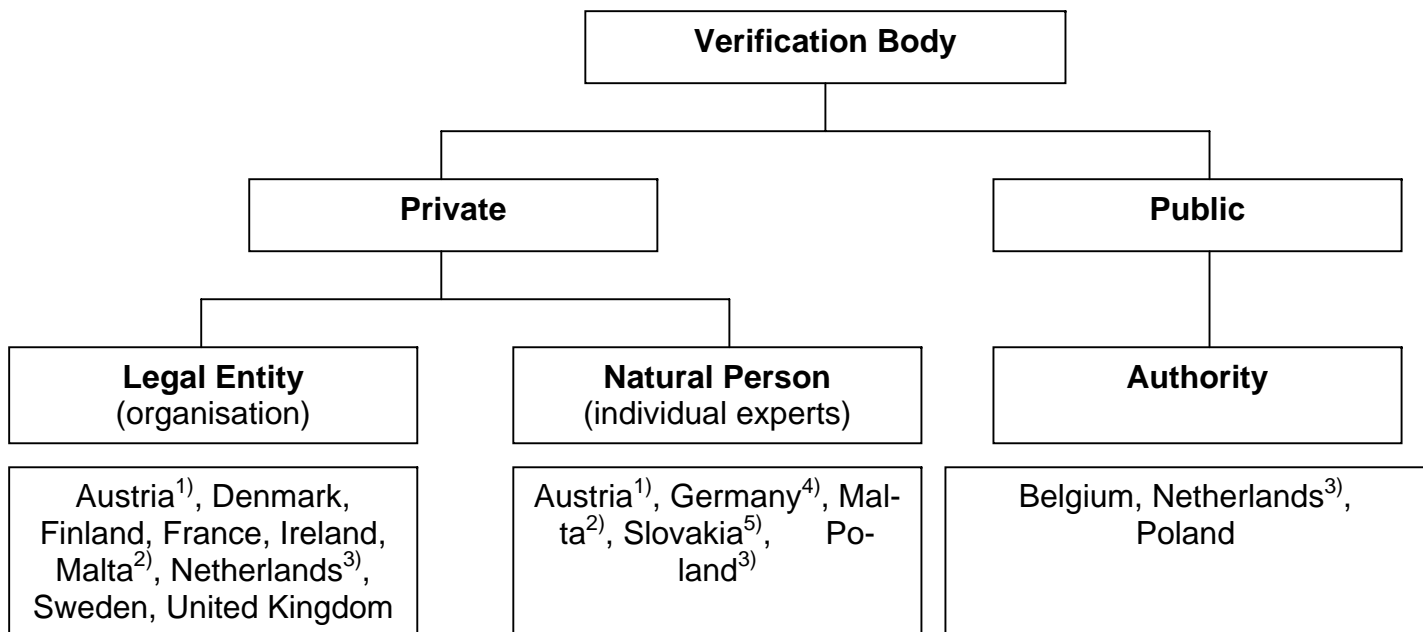 Verification Body
Private
Public
Legal Entity
(organisation)
Natural Person
(individual experts)
Authority
Austria1), Denmark,
Finland, France, Ireland,
Malta2), Netherlands3),
Sweden, United Kingdom
Austria1), Germany4), Mal-
ta2), Slovakia5), Po-
land3)
Belgium, Netherlands3),
Poland